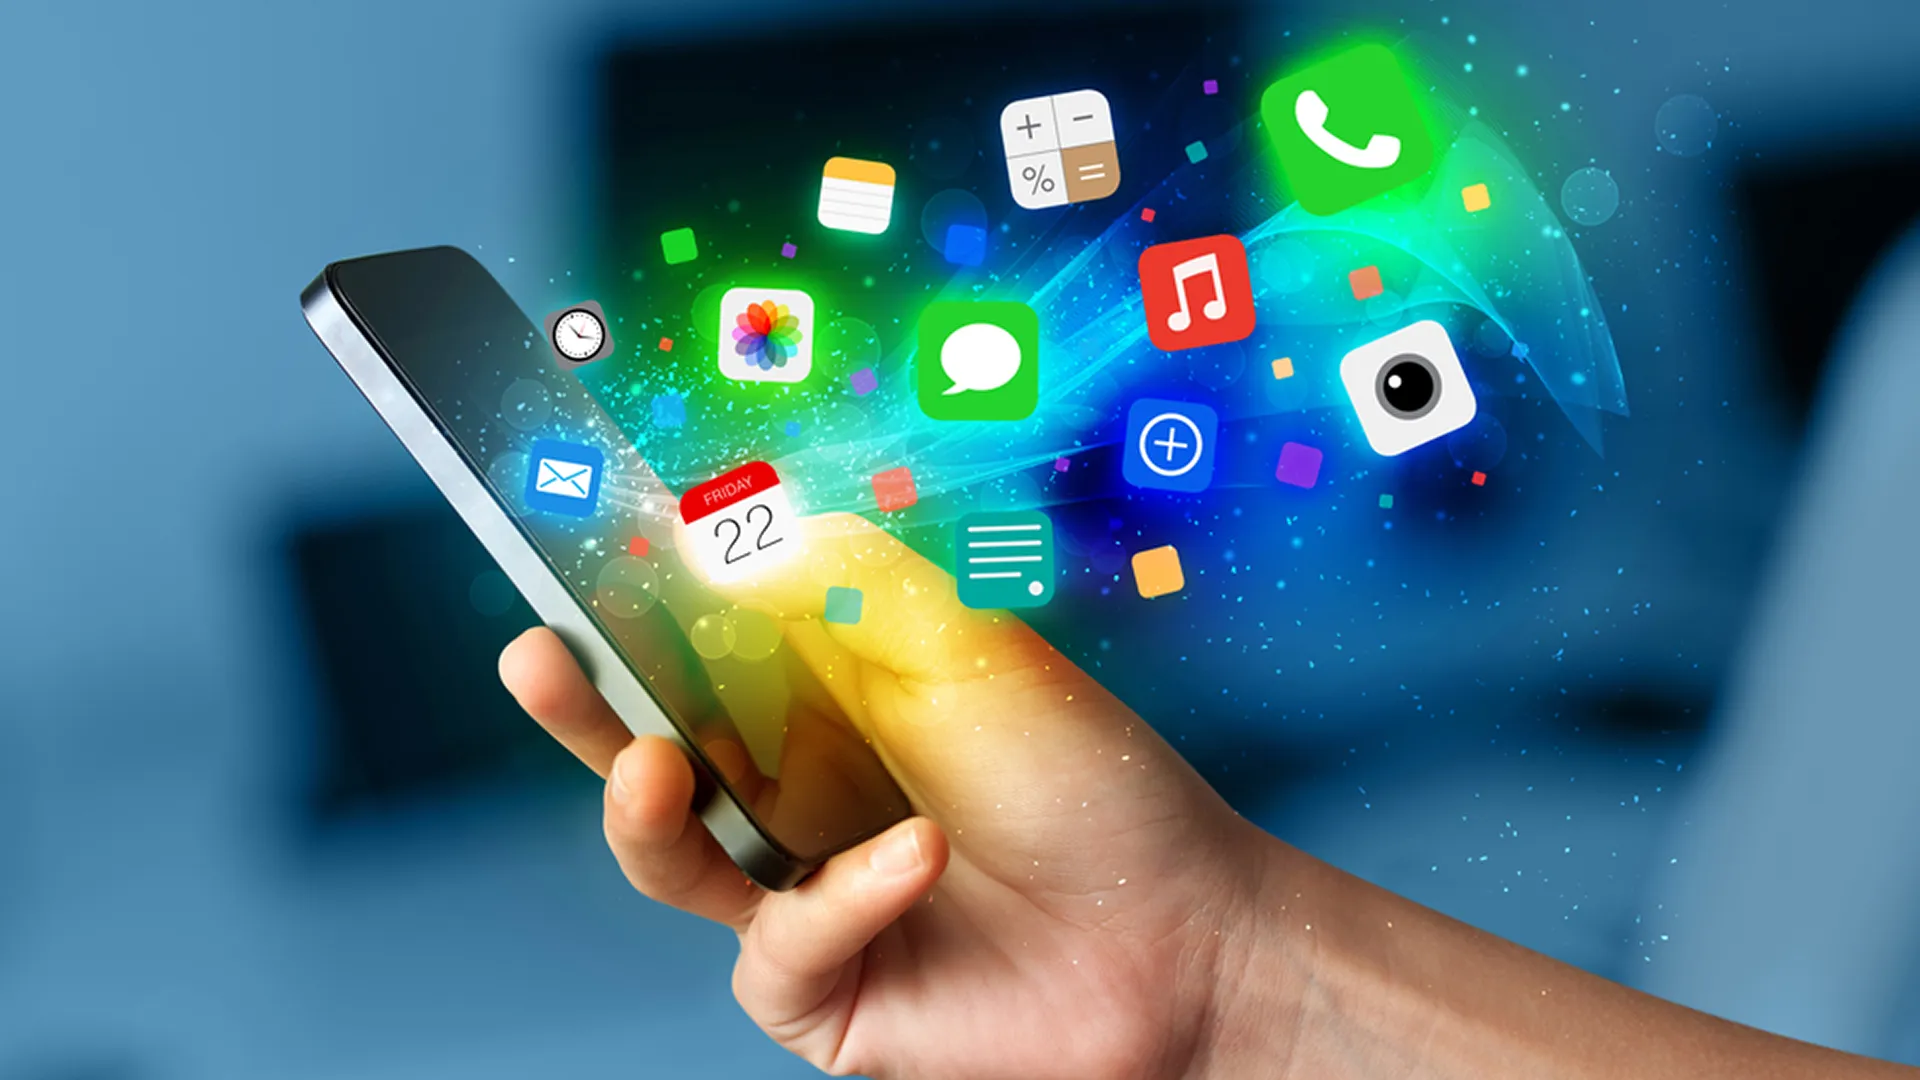 + −
% =
FRIDAY
22